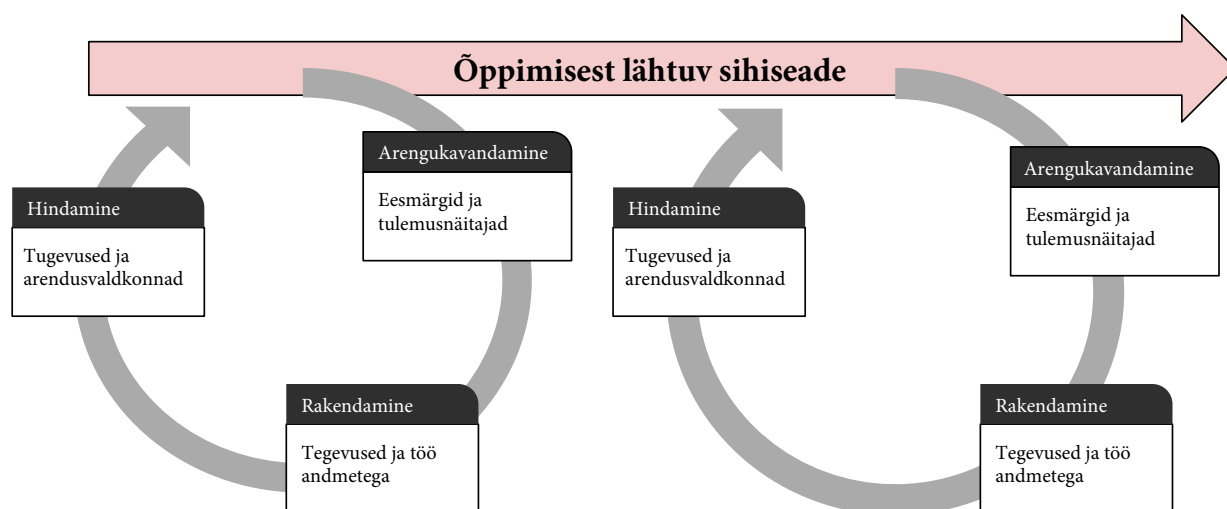 Õppimisest lähtuv sihiseade
Arengukavandamine
Eesmärgid ja
tulemusnäitajad
Hindamine
Tugevused ja
arendusvaldkonnad
Rakendamine
Tegevused ja töö
andmetega
Arengukavandamine
Eesmärgid ja
tulemusnäitajad
Hindamine
Tugevused ja
arendusvaldkonnad
Rakendamine
Tegevused ja töö
andmetega